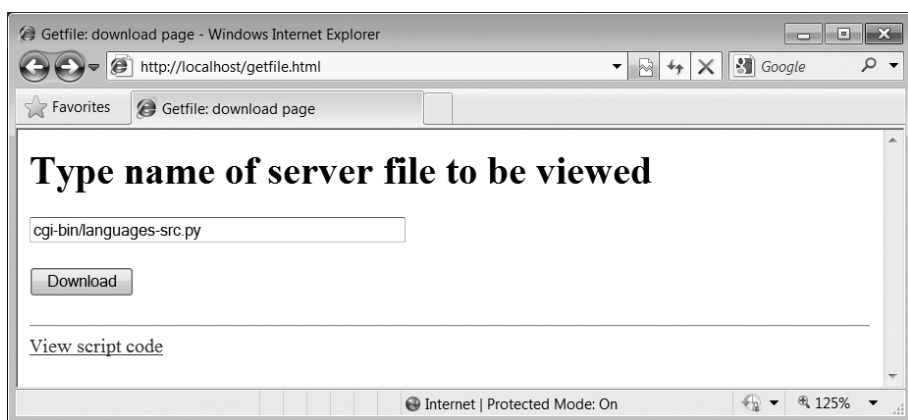 Getfile: download page - Windows Internet Explorer
http://localhost/getfile.html
Google
Favorites
Getfile: download page
Type name of server file to be viewed
cgi-bin/languages-src.py
Download
View script code
Internet | Protected Mode: On
125%